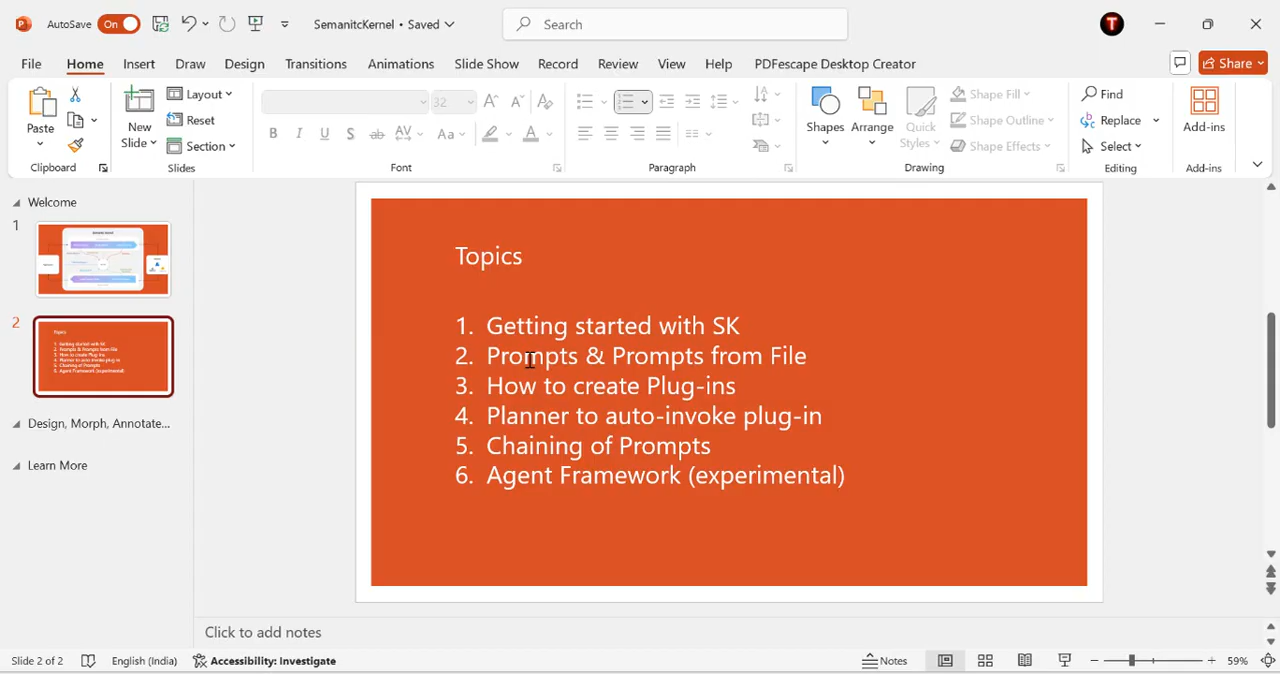 AutoSave On SemanitcKernel • Saved Search T
File Home Insert Draw Design Transitions Animations Slide Show Record Review View Help PDFescape Desktop Creator Share
Paste New Slide Layout Reset Section 32 Shapes Arrange Quick Styles Shape Fill Shape Outline Shape Effects Find Replace Select Add-ins
Clipboard Slides Font Paragraph Drawing Editing Add-ins
Welcome
1
2
Design, Morph, Annotate...
Learn More
Topics
1. Getting started with SK
2. Prompts & Prompts from File
3. How to create Plug-ins
4. Planner to auto-invoke plug-in
5. Chaining of Prompts
6. Agent Framework (experimental)
Click to add notes
Slide 2 of 2 English (India) Accessibility: Investigate Notes 59%